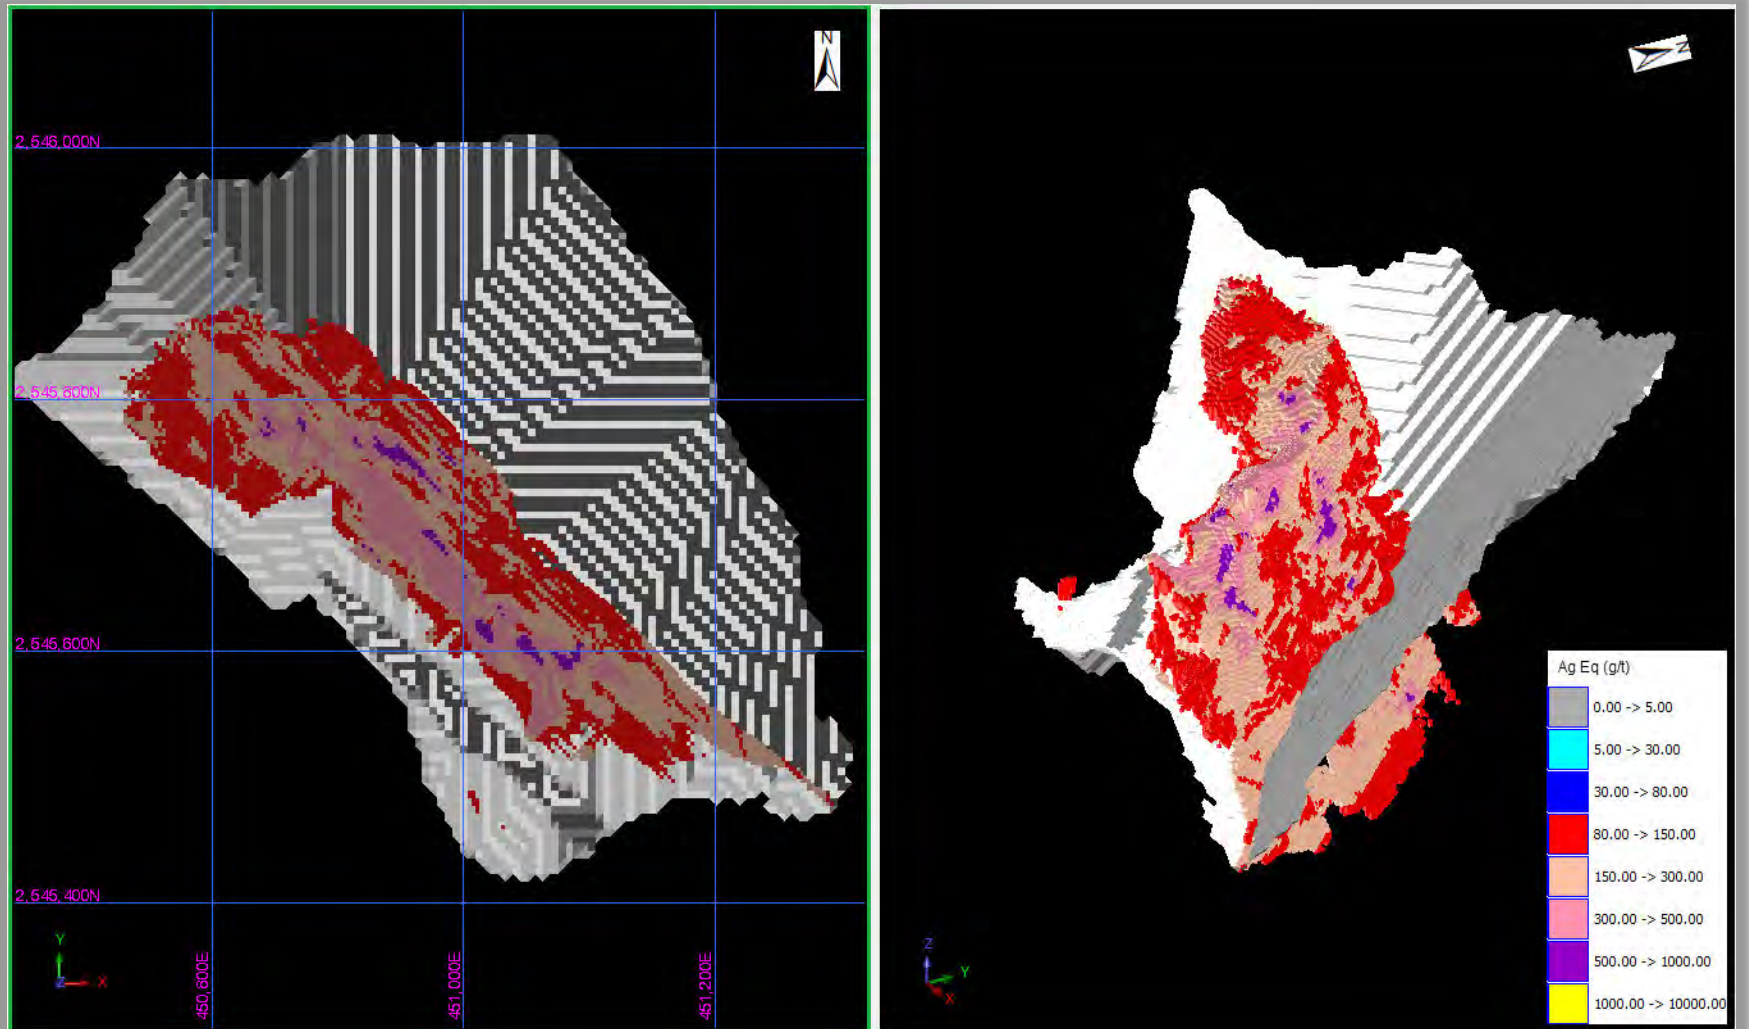 N
N
2,546,000N
2,545,800N
2,545,600N
2,545,400N
450,800E
451,000E
451,200E
Y
Z
X
Z
Y
X
Ag Eq (g/t)
0.00 -> 5.00
5.00 -> 30.00
30.00 -> 80.00
80.00 -> 150.00
150.00 -> 300.00
300.00 -> 500.00
500.00 -> 1000.00
1000.00 -> 10000.00